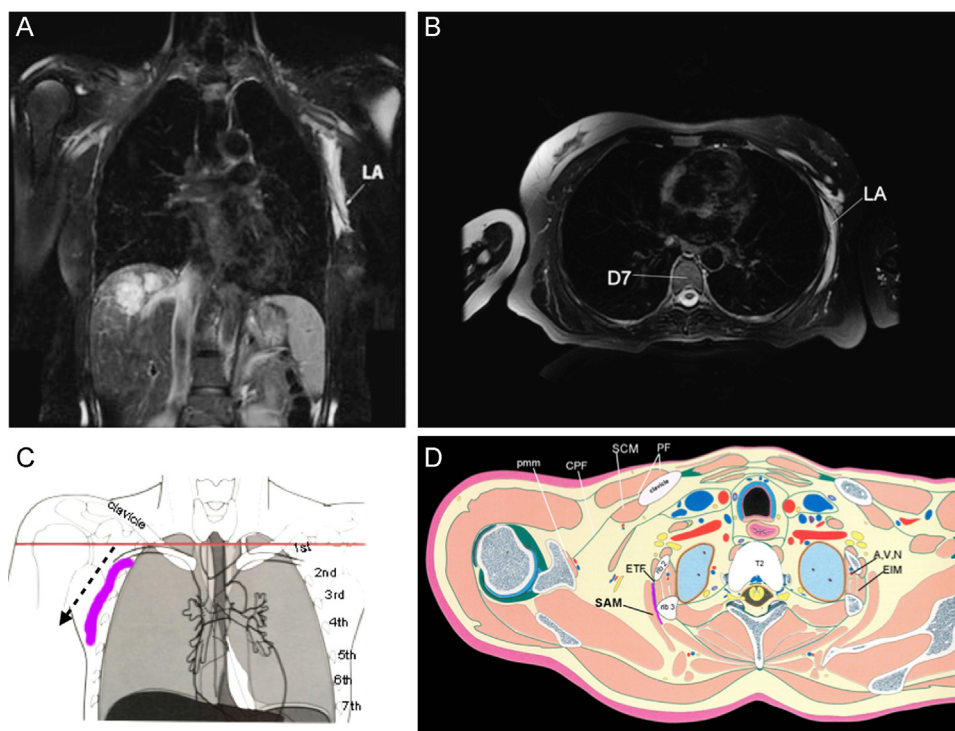 A
LA
B
LA
D7
C
clavicle
1st
2nd
3rd
4th
5th
6th
7th
D
SCM
PF
pmm
CPF
clavicle
ETF
rib 2
T2
A,V,N
EIM
SAM
rib 3